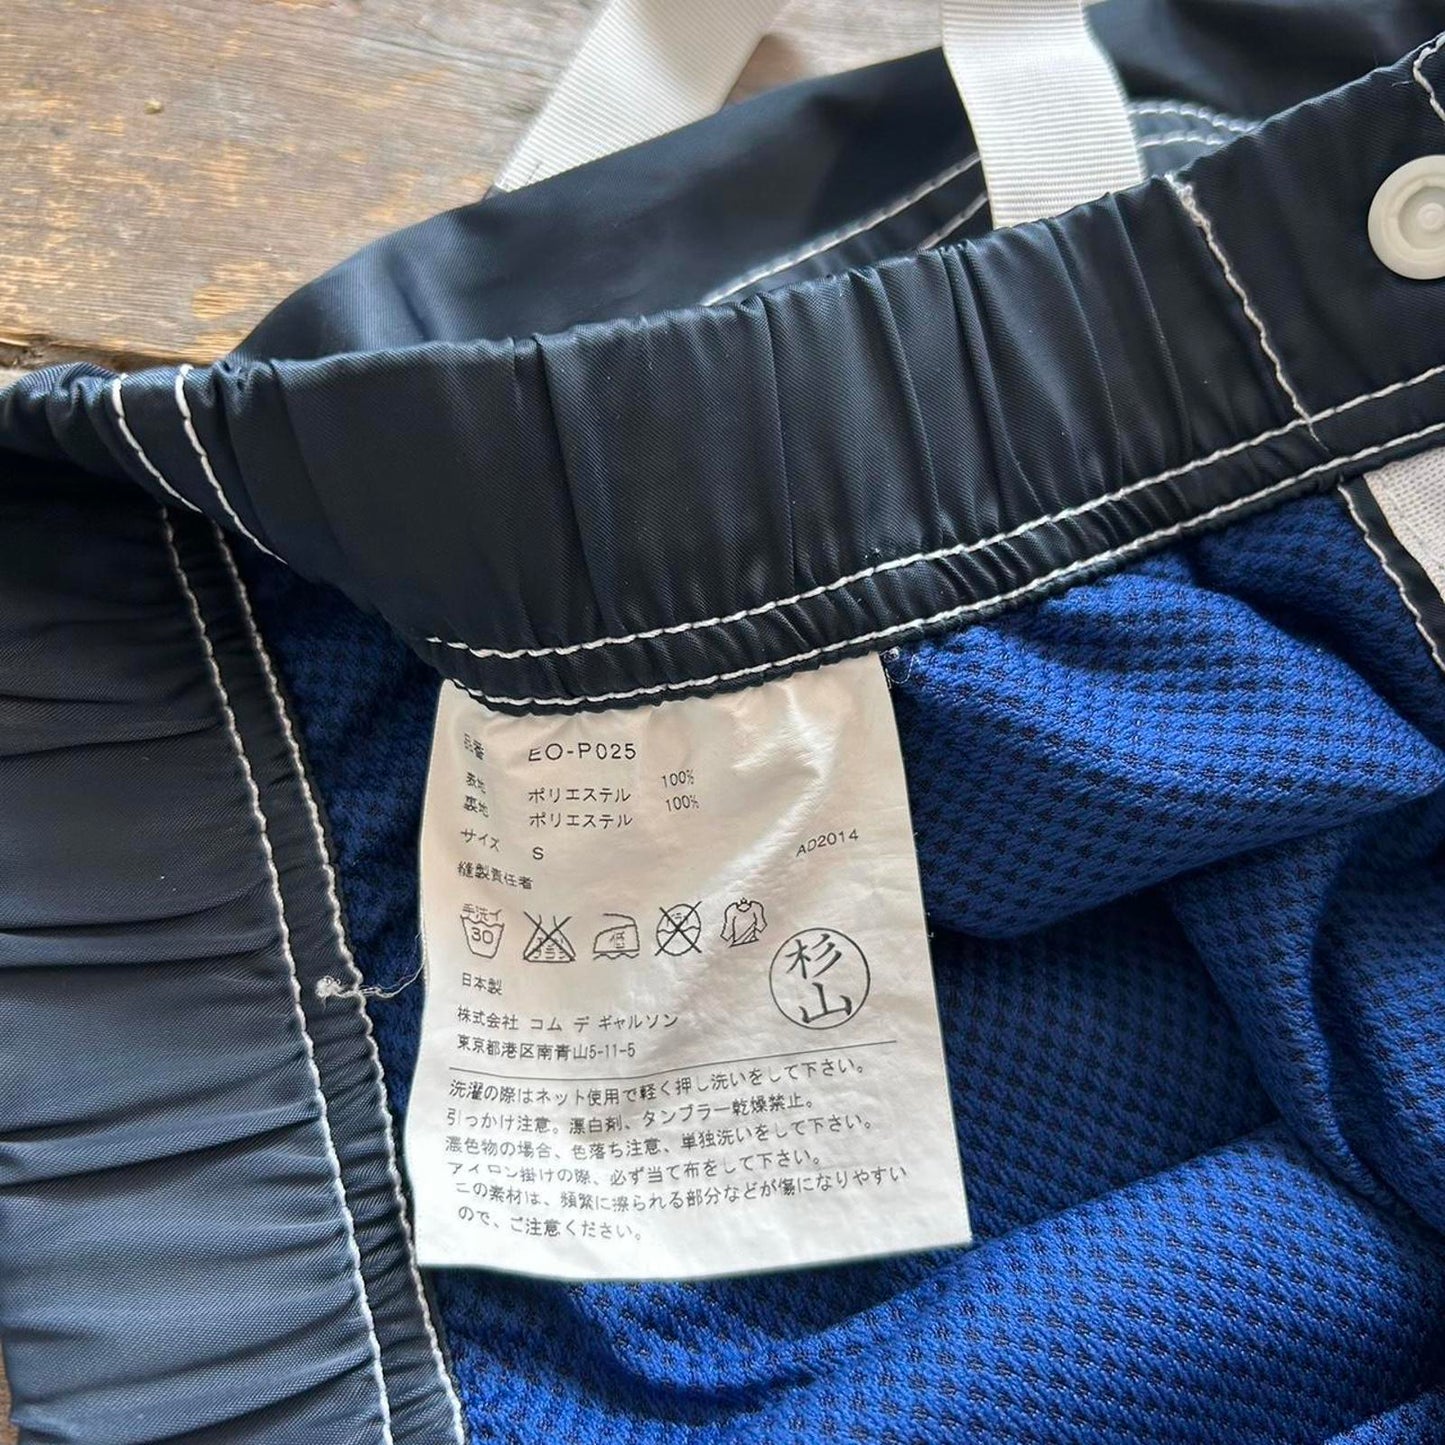 品番 EO-P025
表地 ポリエステル 100%
裏地 ポリエステル 100%
サイズ S
AD2014
縫製責任者
手洗イ
30
低
日本製
杉山
株式会社 コム デ ギャルソン
東京都港区南青山5-11-5
洗濯の際はネット使用で軽く押し洗いをして下さい。
引っかけ注意。漂白剤、タンブラー乾燥禁止。
濃色物の場合、色落ち注意、単独洗いをして下さい。
アイロン掛けの際、必ず当て布をして下さい。
この素材は、頻繁に擦られる部分などが傷になりやすい
ので、ご注意ください。